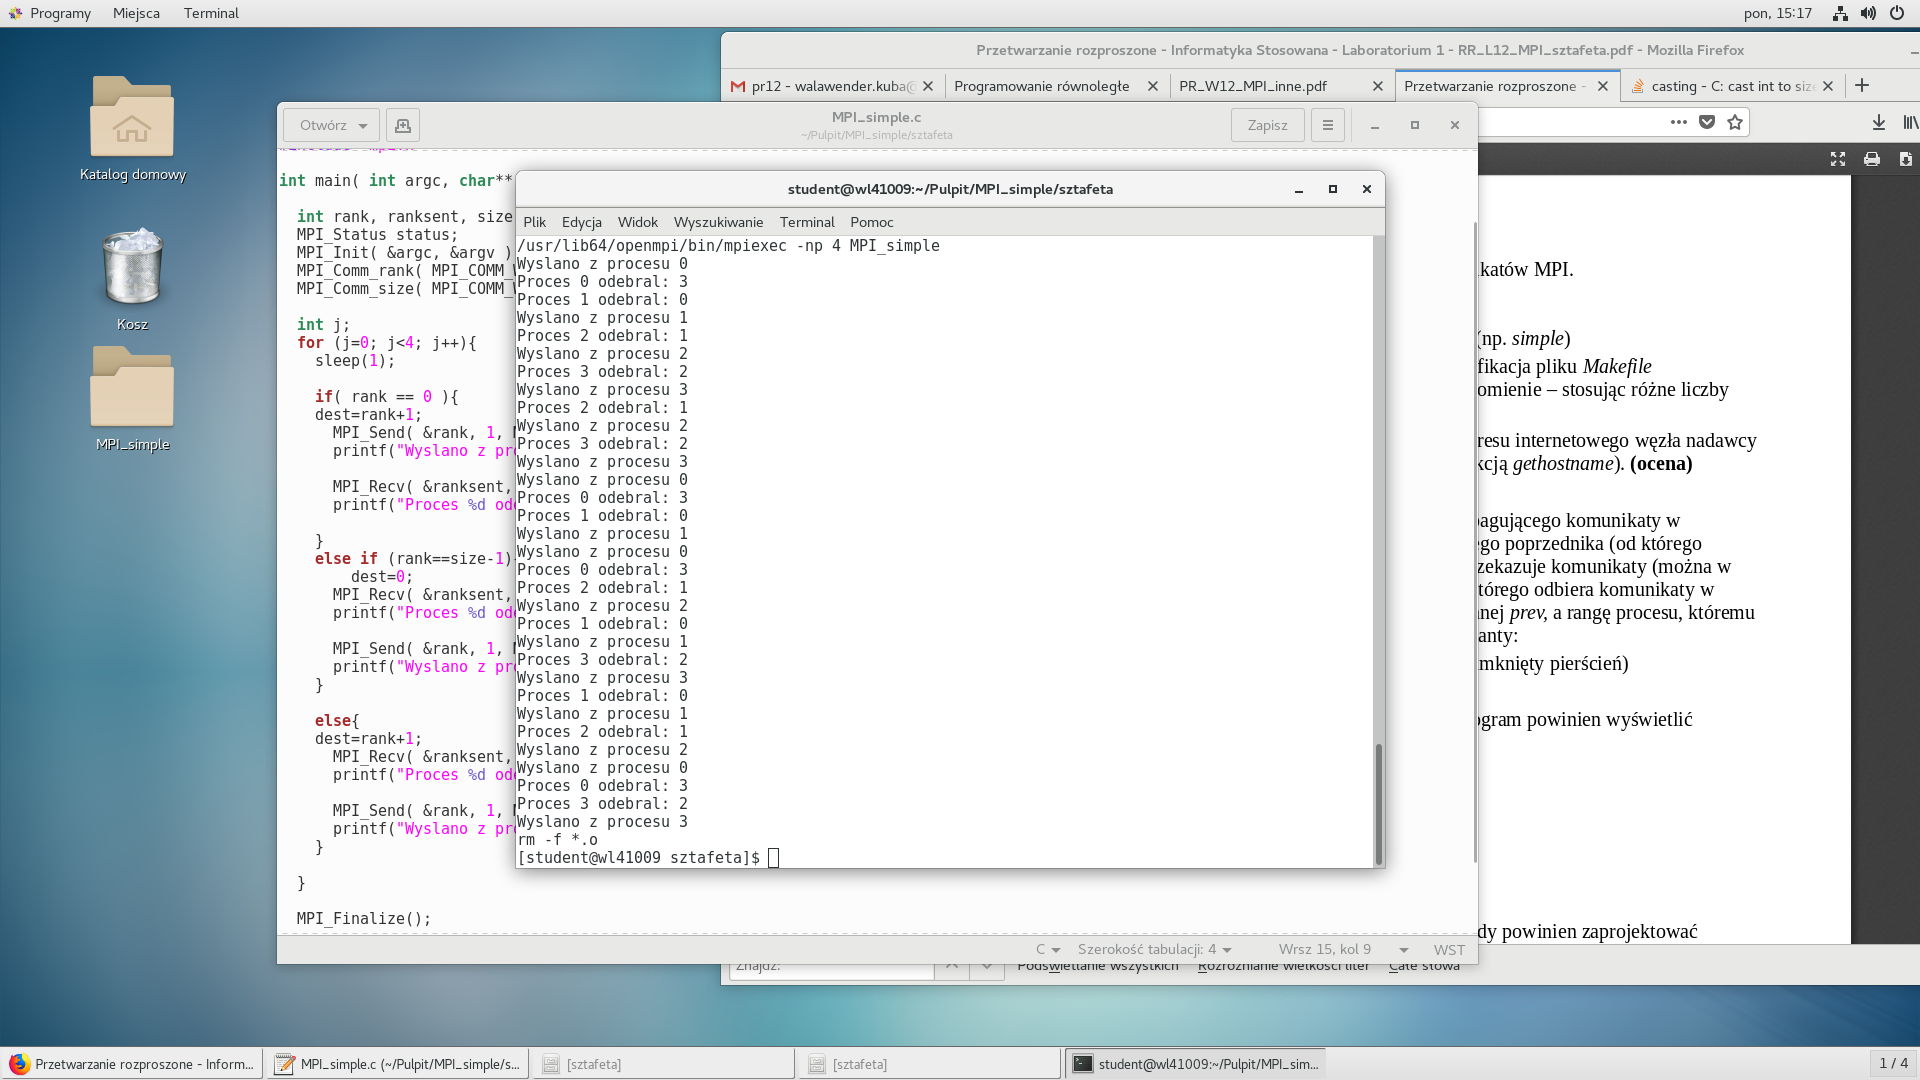 Programy Miejsca Terminal pon, 15:17
Katalog domowy
Kosz
MPI_simple
Przetwarzanie rozproszone - Informatyka Stosowana - Laboratorium 1 - RR_L12_MPI_sztafeta.pdf - Mozilla Firefox
pr12 - walawender.kuba@ Programowanie równoległe PR_W12_MPI_inne.pdf Przetwarzanie rozproszone - casting - C: cast int to size
Otwórz MPI_simple.c Zapisz
~/Pulpit/MPI_simple/sztafeta
int main( int argc, char**
int rank, ranksent, size
MPI_Status status;
MPI_Init( &argc, &argv )
MPI_Comm_rank( MPI_COMM_W
MPI_Comm_size( MPI_COMM_W
int j;
for (j=0; j<4; j++){
sleep(1);
if( rank == 0 ){
dest=rank+1;
MPI_Send( &rank, 1, M
printf("Wyslano z pro
MPI_Recv( &ranksent,
printf("Proces %d ode
}
else if (rank==size-1)
dest=0;
MPI_Recv( &ranksent,
printf("Proces %d ode
MPI_Send( &rank, 1, M
printf("Wyslano z pro
}
else{
dest=rank+1;
MPI_Recv( &ranksent,
printf("Proces %d ode
MPI_Send( &rank, 1, M
printf("Wyslano z pro
}
}
MPI_Finalize();
C Szerokość tabulacji: 4 Wrsz 15, kol 9 WST
student@wl41009:~/Pulpit/MPI_simple/sztafeta
Plik Edycja Widok Wyszukiwanie Terminal Pomoc
/usr/lib64/openmpi/bin/mpiexec -np 4 MPI_simple
Wyslano z procesu 0
Proces 0 odebral: 3
Proces 1 odebral: 0
Wyslano z procesu 1
Proces 2 odebral: 1
Wyslano z procesu 2
Proces 3 odebral: 2
Wyslano z procesu 3
Proces 2 odebral: 1
Wyslano z procesu 2
Proces 3 odebral: 2
Wyslano z procesu 3
Wyslano z procesu 0
Proces 0 odebral: 3
Proces 1 odebral: 0
Wyslano z procesu 1
Wyslano z procesu 0
Proces 0 odebral: 3
Proces 2 odebral: 1
Wyslano z procesu 2
Proces 1 odebral: 0
Wyslano z procesu 1
Proces 3 odebral: 2
Wyslano z procesu 3
Proces 1 odebral: 0
Wyslano z procesu 1
Proces 2 odebral: 1
Wyslano z procesu 2
Wyslano z procesu 0
Proces 0 odebral: 3
Proces 3 odebral: 2
Wyslano z procesu 3
rm -f *.o
[student@wl41009 sztafeta]$
katów MPI.
(np. simple)
fikacja pliku Makefile
omienie – stosując różne liczby
resu internetowego węzła nadawcy
kcją gethostname). (ocena)
agującego komunikaty w
ego poprzednika (od którego
zekazuje komunikaty (można w
tórego odbiera komunikaty w
nej prev, a rangę procesu, któremu
anty:
mknięty pierścień)
ogram powinien wyświetlić
dy powinien zaprojektować
Znajdź: Podświetlanie wszystkich Rozróżnianie wielkości liter Całe słowa
Przetwarzanie rozproszone - Inform... MPI_simple.c (~/Pulpit/MPI_simple/s... [sztafeta] [sztafeta] student@wl41009:~/Pulpit/MPI_sim... 1 / 4